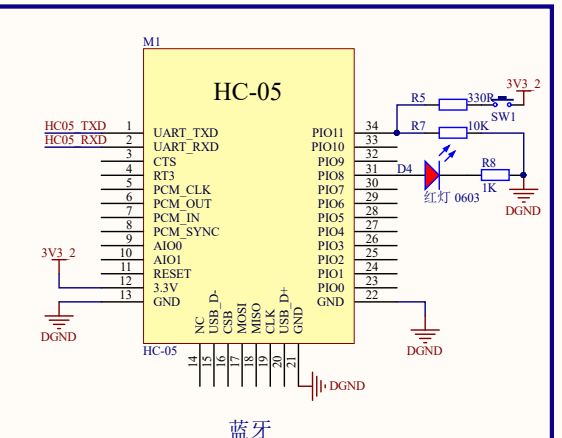 M1
HC-05
HC05_TXD 1 UART_TXD
HC05_RXD 2 UART_RXD
3 CTS
4 RT3
5 PCM_CLK
6 PCM_OUT
7 PCM_IN
8 PCM_SYNC
9 AIO0
10 AIO1
11 RESET
12 3.3V
13 GND
3V3_2
DGND
PIO11 34
PIO10 33
PIO9 32
PIO8 31
PIO7 30
PIO6 29
PIO5 28
PIO4 27
PIO3 26
PIO2 25
PIO1 24
PIO0 23
GND 22
R5 330R
3V3_2
SW1
R7 10K
D4
R8
1K
红灯 0603
DGND
DGND
NC
USB_D-
CSB
MOSI
MISO
CLK
USB_D+
GND
HC-05
14
15
16
17
18
19
20
21
DGND
蓝牙